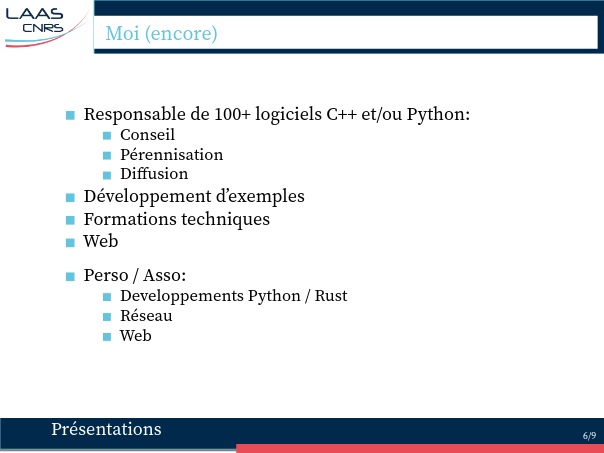 LAAS
CNRS
Moi (encore)
Responsable de 100+ logiciels C++ et/ou Python:
Conseil
Pérennisation
Diffusion
Développement d’exemples
Formations techniques
Web
Perso / Asso:
Developpements Python / Rust
Réseau
Web
Présentations
6/9